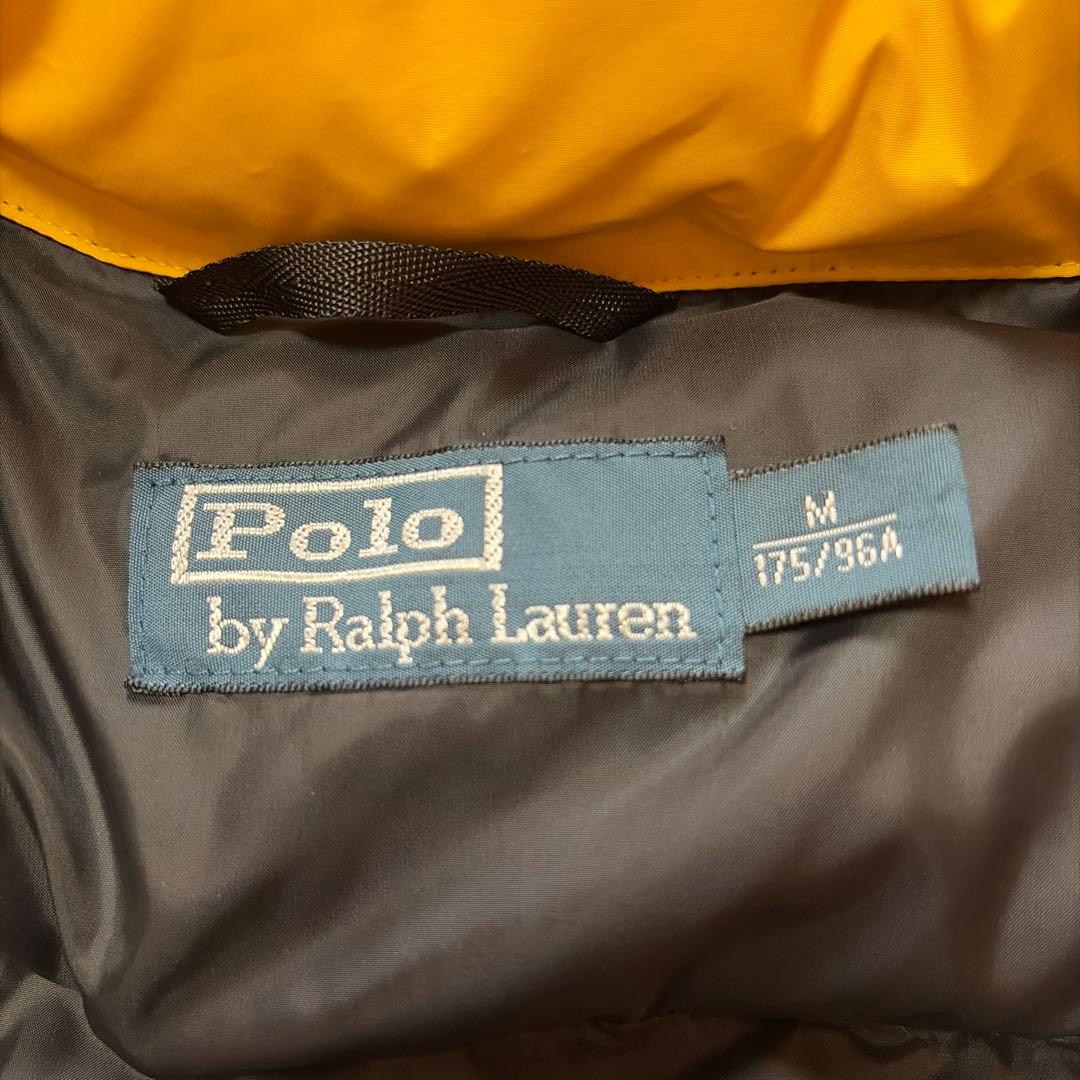 Polo
by Ralph Lauren
M
175/96A